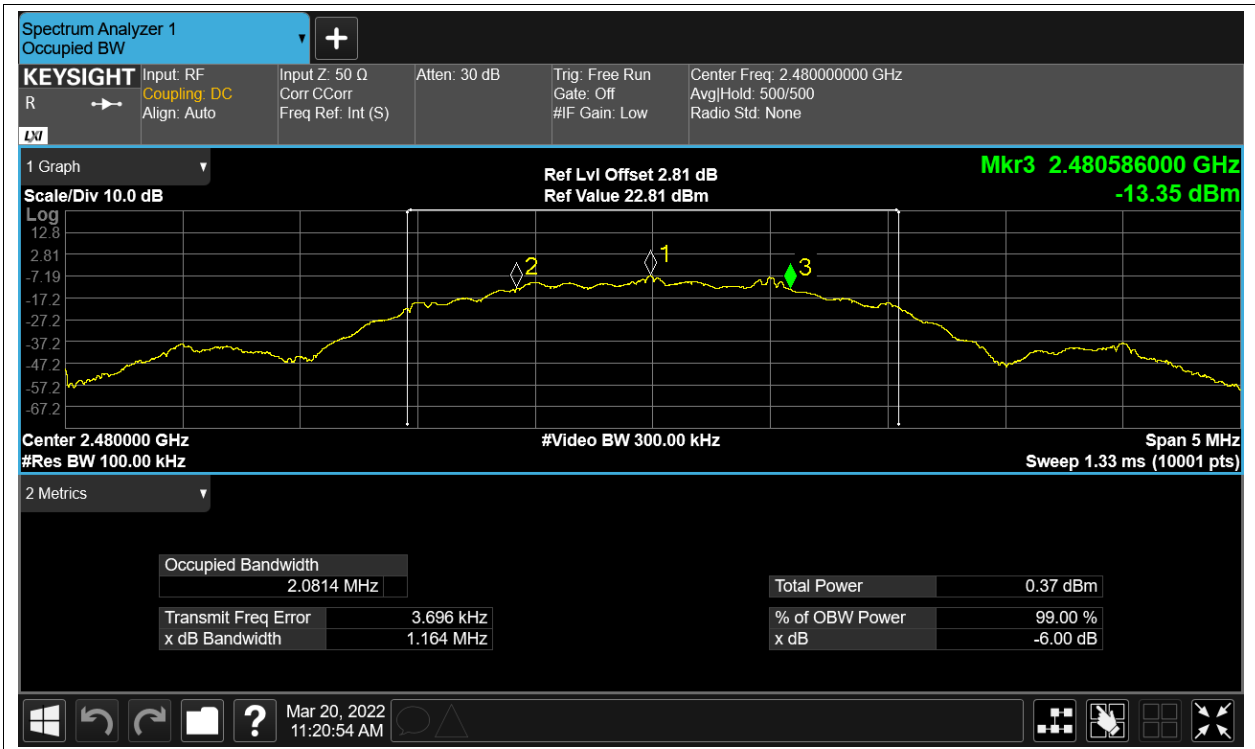 Spectrum Analyzer 1
Occupied BW
KEYSIGHT
R
LXI
Input: RF
Coupling: DC
Align: Auto
Input Z: 50 Ω
Corr CCorr
Freq Ref: Int (S)
Atten: 30 dB
Trig: Free Run
Gate: Off
#IF Gain: Low
Center Freq: 2.480000000 GHz
Avg|Hold: 500/500
Radio Std: None
1 Graph
Scale/Div 10.0 dB
Ref Lvl Offset 2.81 dB
Ref Value 22.81 dBm
Mkr3 2.480586000 GHz
-13.35 dBm
Log
12.8
2.81
-7.19
-17.2
-27.2
-37.2
-47.2
-57.2
-67.2
2
1
3
Center 2.480000 GHz
#Res BW 100.00 kHz
#Video BW 300.00 kHz
Span 5 MHz
Sweep 1.33 ms (10001 pts)
2 Metrics
Occupied Bandwidth
2.0814 MHz
Transmit Freq Error 3.696 kHz
x dB Bandwidth 1.164 MHz
Total Power 0.37 dBm
% of OBW Power 99.00 %
x dB -6.00 dB
?
Mar 20, 2022
11:20:54 AM